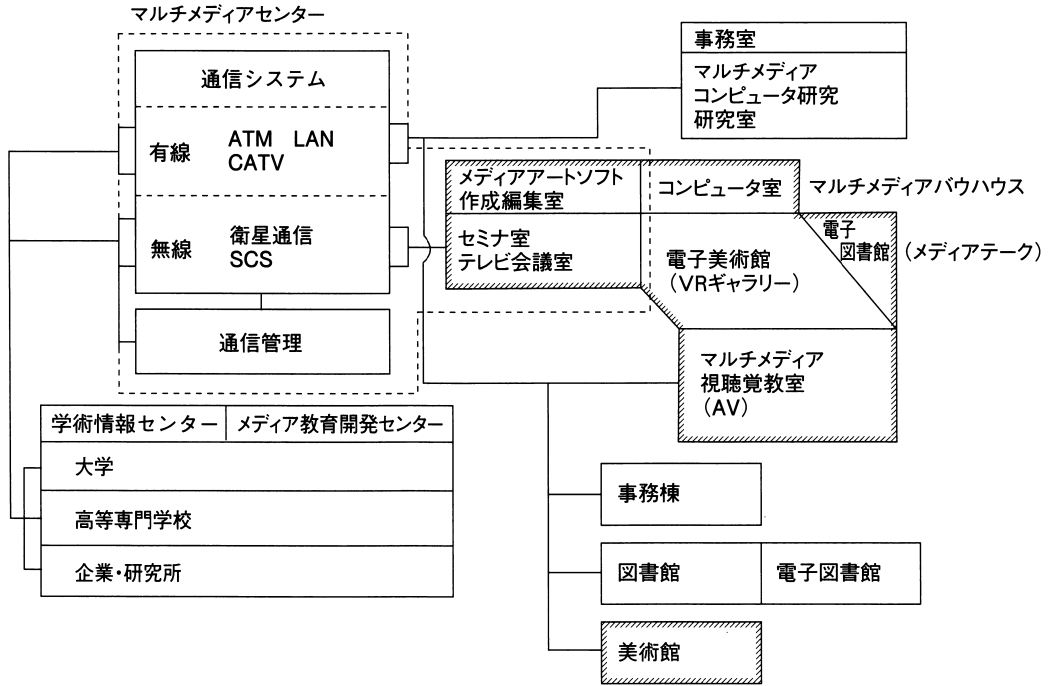 マルチメディアセンター
通信システム
有線
ATM LAN
CATV
無線
衛星通信
SCS
通信管理
事務室
マルチメディア
コンピュータ研究
研究室
メディアアートソフト
作成編集室
コンピュータ室
マルチメディアバウハウス
セミナ室
テレビ会議室
電子美術館
(VRギャラリー)
電子
図書館
(メディアテーク)
マルチメディア
視聴覚教室
(AV)
学術情報センター
メディア教育開発センター
大学
高等専門学校
企業・研究所
事務棟
図書館
電子図書館
美術館